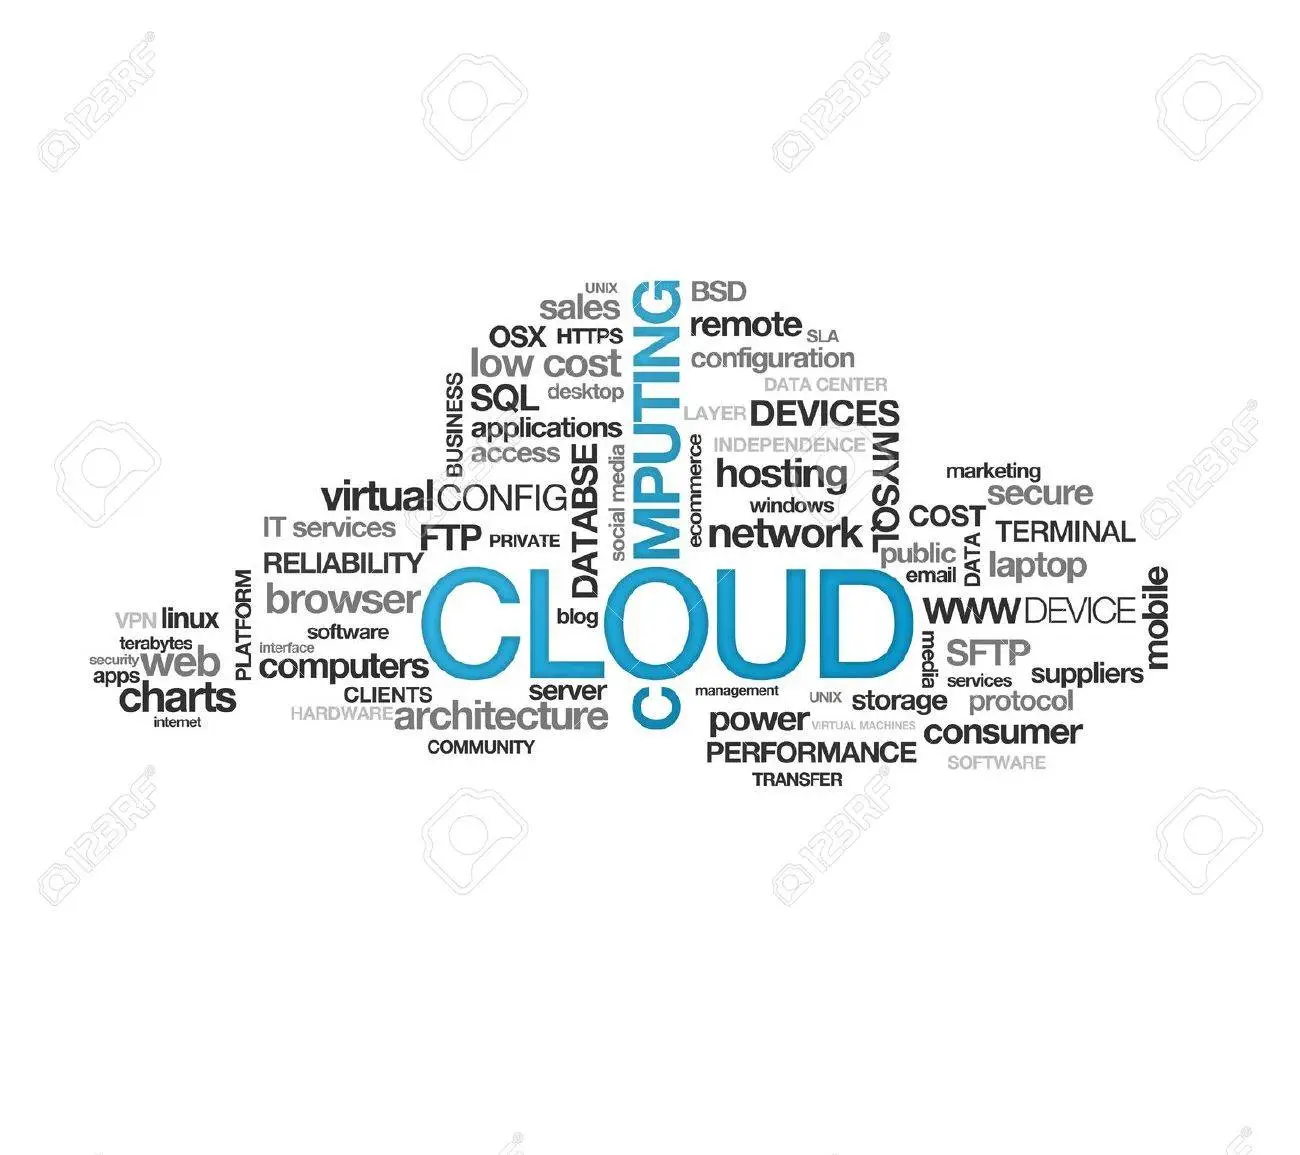 UNIX
sales
BSD
OSX HTTPS
remote
SLA
low cost
configuration
SQL desktop
DATA CENTER
BUSINESS
applications
LAYER DEVICES
access
INDEPENDENCE
DATABSE
social media
COMPUTING
ecommerce
hosting
MYSQL
marketing
virtual CONFIG
windows
secure
IT services
FTP PRIVATE
network
COST
TERMINAL
RELIABILITY
public
DATA
laptop
email
PLATFORM
browser
CLOUD
www DEVICE
mobile
VPN linux
blog
software
terabytes
interface
media
SFTP
security
web
computers
suppliers
apps
services
charts
CLIENTS
server
management
UNIX
storage
protocol
internet
HARDWARE
architecture
power
VIRTUAL MACHINES
consumer
COMMUNITY
PERFORMANCE
SOFTWARE
TRANSFER
123RF
123RF
123RF
123RF
123RF